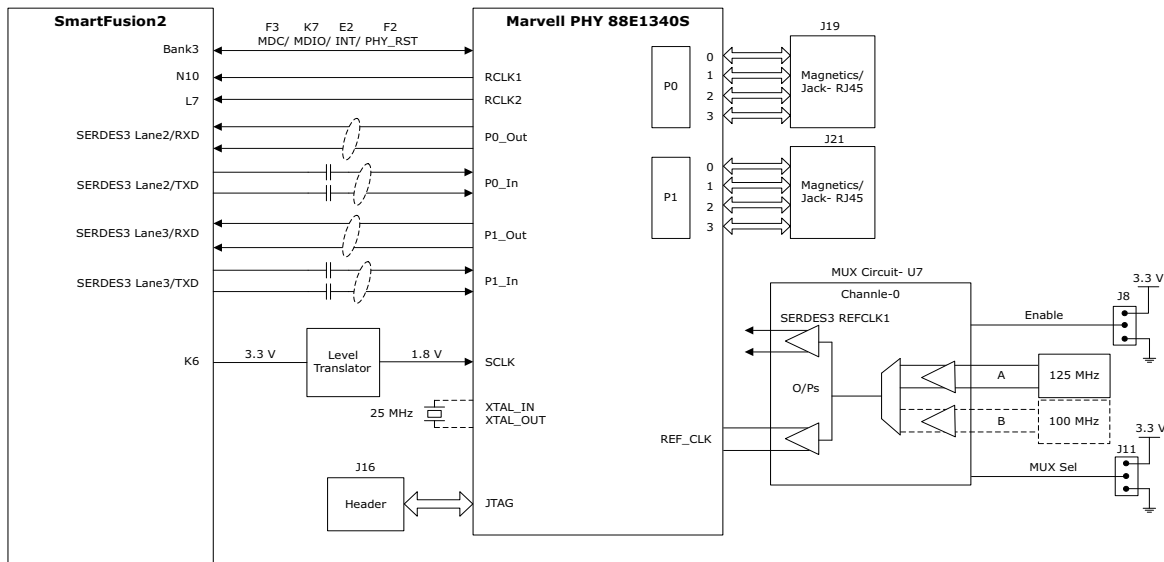 SmartFusion2
Marvell PHY 88E1340S
F3 K7 E2 F2
MDC/ MDIO/ INT/ PHY_RST
Bank3
N10
RCLK1
L7
RCLK2
SERDES3 Lane2/RXD
P0_Out
SERDES3 Lane2/TXD
P0_In
SERDES3 Lane3/RXD
P1_Out
SERDES3 Lane3/TXD
P1_In
K6
3.3 V
Level
Translator
1.8 V
SCLK
25 MHz
XTAL_IN
XTAL_OUT
J16
Header
JTAG
P0
0
1
2
3
J19
Magnetics/
Jack- RJ45
P1
0
1
2
3
J21
Magnetics/
Jack- RJ45
REF_CLK
MUX Circuit- U7
Channle-0
SERDES3 REFCLK1
O/Ps
Enable
J8
3.3 V
A
125 MHz
B
100 MHz
MUX Sel
J11
3.3 V